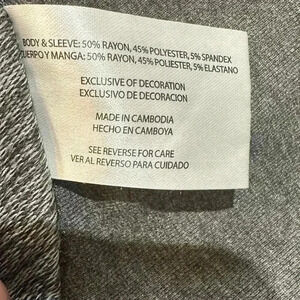 BODY & SLEEVE: 50% RAYON, 45% POLYESTER, 5% SPANDEX
CUERPO Y MANGA: 50% RAYON, 45% POLIESTER, 5% ELASTANO
EXCLUSIVE OF DECORATION
EXCLUSIVO DE DECORACION
MADE IN CAMBODIA
HECHO EN CAMBOYA
SEE REVERSE FOR CARE
VER AL REVERSO PARA CUIDADO